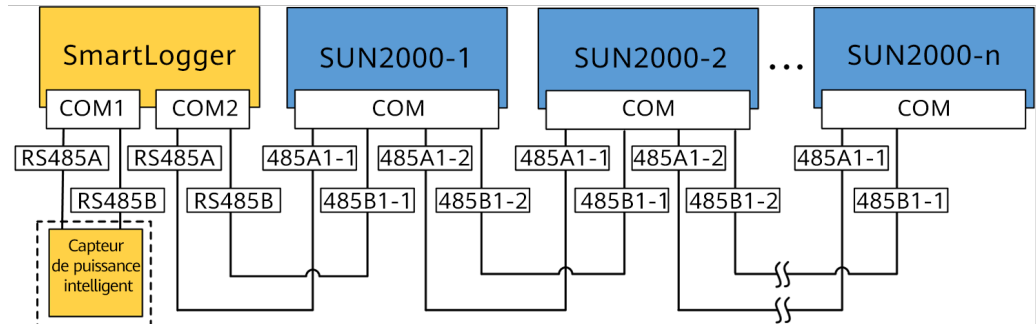 SmartLogger
SUN2000-1
SUN2000-2
...
SUN2000-n
COM1
COM2
COM
COM
COM
RS485A
RS485A
485A1-1
485A1-2
485A1-1
485A1-2
485A1-1
RS485B
RS485B
485B1-1
485B1-2
485B1-1
485B1-2
485B1-1
Capteur
de puissance
intelligent